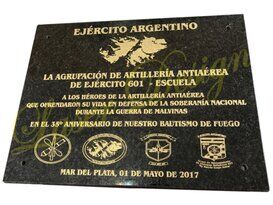 EJÉRCITO ARGENTINO
LA AGRUPACIÓN DE ARTILLERÍA ANTIAÉREA
DE EJÉRCITO 601 - ESCUELA
A LOS HÉROES DE LA ARTILLERÍA ANTIAÉREA
QUE OFRENDARON SU VIDA EN DEFENSA DE LA SOBERANÍA NACIONAL
DURANTE LA GUERRA DE MALVINAS
EN EL 35º ANIVERSARIO DE NUESTRO BAUTISMO DE FUEGO
MAR DEL PLATA, 01 DE MAYO DE 2017